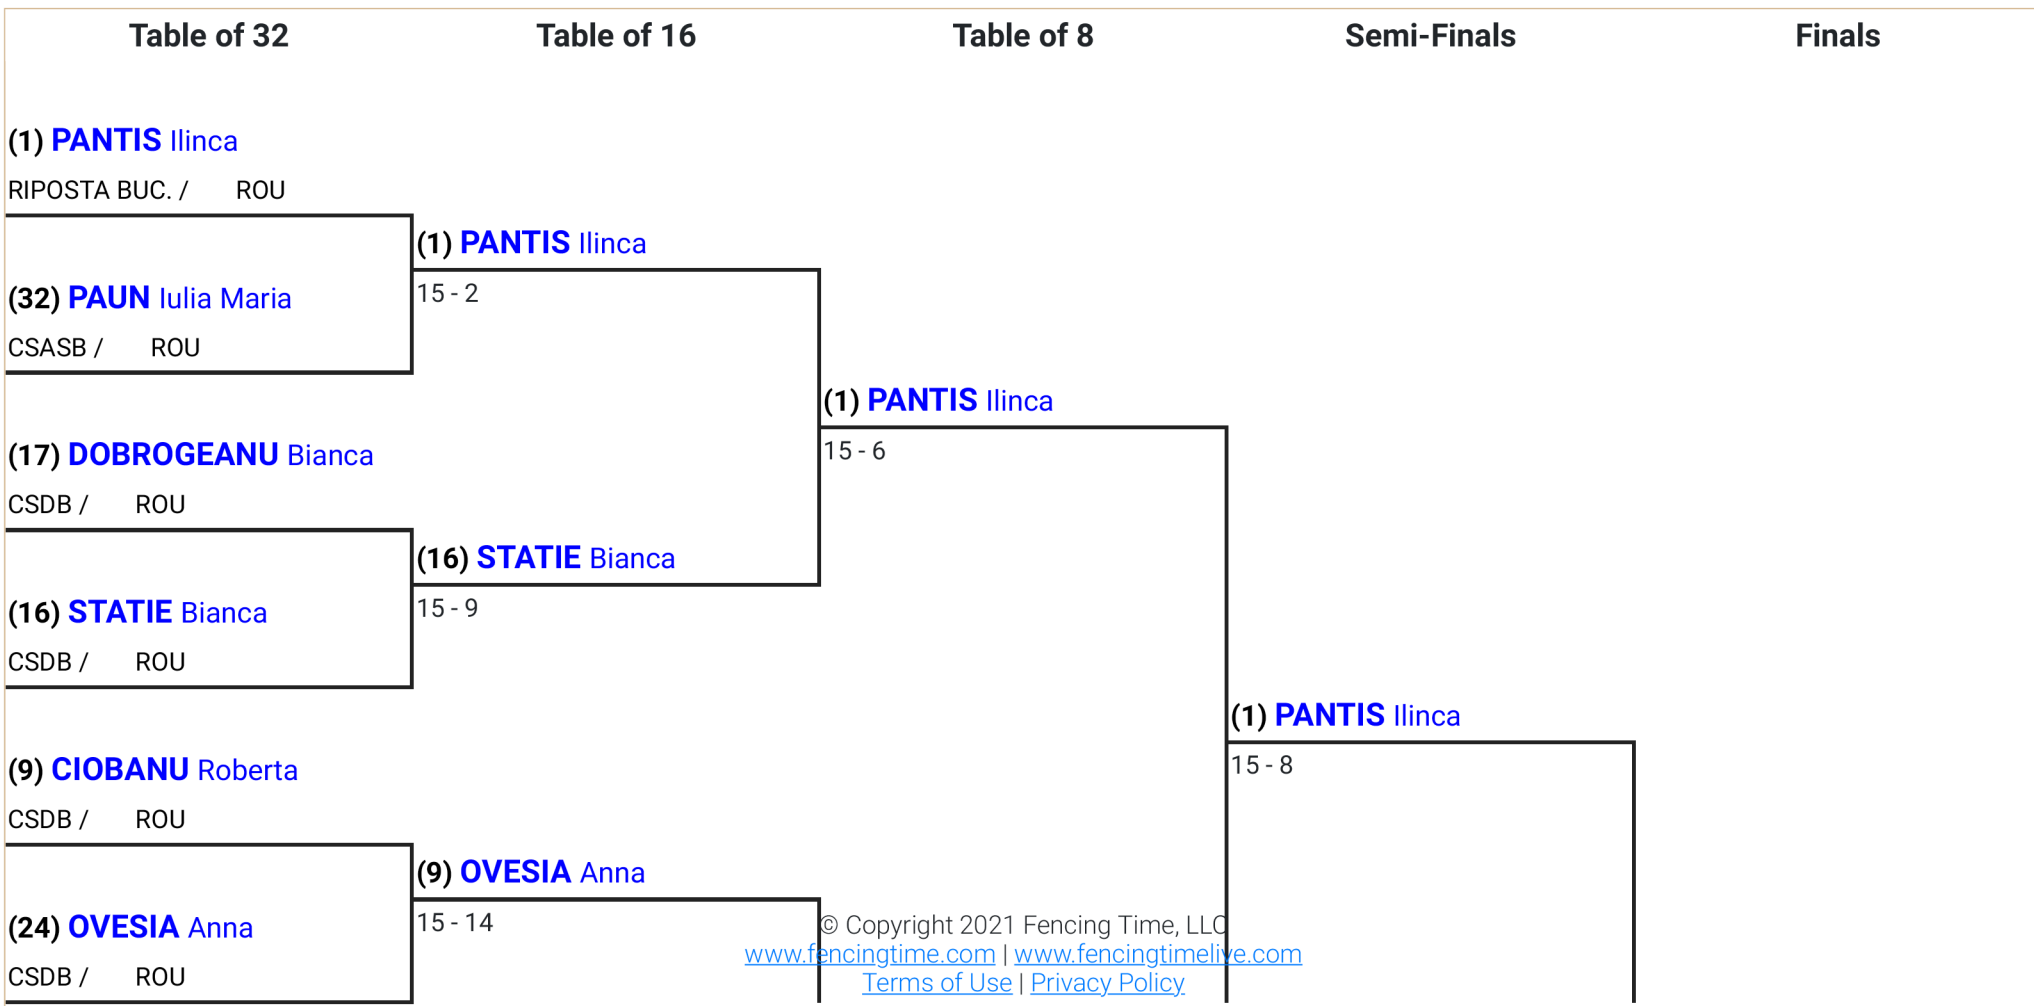 Table of 32 Table of 16 Table of 8 Semi-Finals Finals
(1) PANTIS Ilinca
RIPOSTA BUC. / ROU
(1) PANTIS Ilinca
15 - 2
(32) PAUN Iulia Maria
CSASB / ROU
(1) PANTIS Ilinca
15 - 6
(17) DOBROGEANU Bianca
CSDB / ROU
(16) STATIE Bianca
15 - 9
(16) STATIE Bianca
CSDB / ROU
(1) PANTIS Ilinca
15 - 8
(9) CIOBANU Roberta
CSDB / ROU
(9) OVESIA Anna
15 - 14
(24) OVESIA Anna
CSDB / ROU
© Copyright 2021 Fencing Time, LLC
www.fencingtime.com | www.fencingtimelive.com
Terms of Use | Privacy Policy